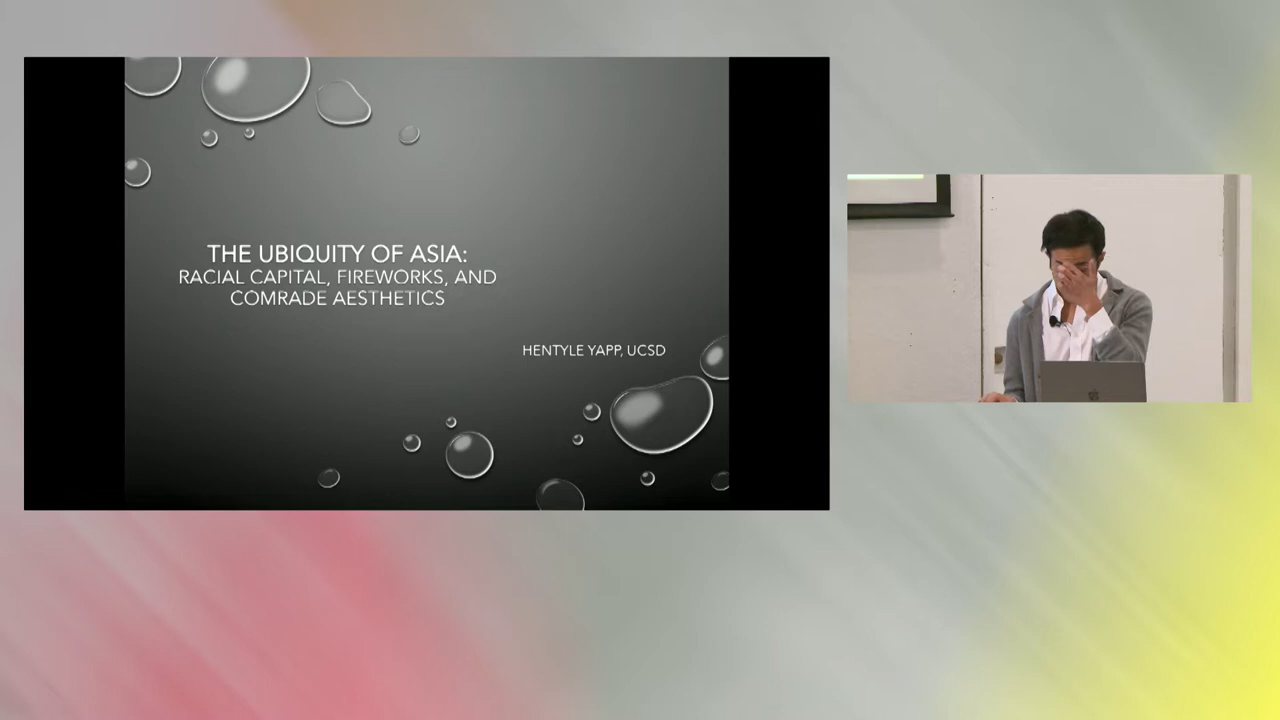 THE UBIQUITY OF ASIA:
RACIAL CAPITAL, FIREWORKS, AND
COMRADE AESTHETICS
HENTYLE YAPP, UCSD